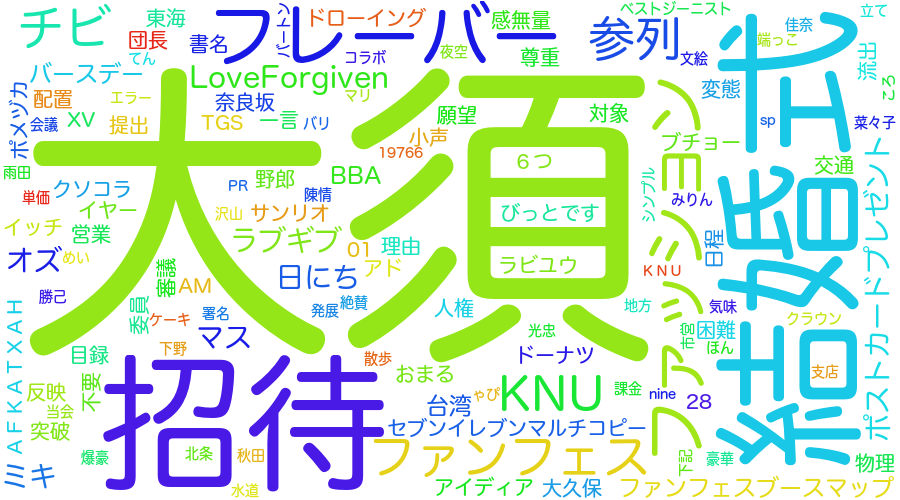 チビ
東海
団長
書名
フレーバー
バートン
ドローイング
コラボ
感無量
尊重
夜空
ベストジーニスト
参列
文絵
佳奈
端っこ
立て
流出
ころ
てん
バースデー
LoveForgiven
ポメヅカ
配置
エラー
奈良坂
マリ
願望
対象
変態
結婚式
sp
菜々子
会議
XV
提出
TGS
一言
バリ
小声
19766
ブチョー
交通
雨田
大須
6つ
単価
クソコラ
PR
陳情
野郎
BBA
シンプル
みりん
イヤー
沢山
サンリオ
びっとです
ファッションショー
イッチ
営業
ラブギブ
01
理由
日程
オズ
めい
審議
日にち
アド
ラビュウ
KNU
ポストカードプレゼント
AM
勝己
委員
ケーキ
署名
発展
絶賛
人権
地方
気味
AFKATXAH
マス
光忠
市営
困難
クラウン
目録
下野
招待
散歩
ドーナツ
ほん
反映
不要
おまる
KNU
課金
nine
支店
当会
ゃぴ
28
突破
台湾
セブンイレブンマルチコピー
爆豪
北条
秋田
ファンフェス
下記
豪華
物理
ミキ
水道
アイディア
大久保
ファンフェスブースマップ